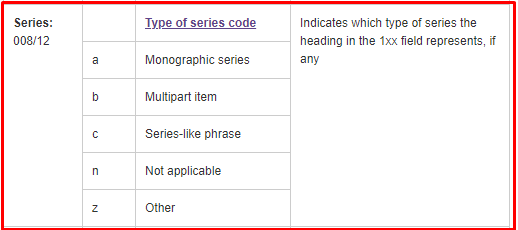 Series:
008/12
Type of series code
Indicates which type of series the
heading in the 1xx field represents, if
any
a
Monographic series
b
Multipart item
c
Series-like phrase
n
Not applicable
z
Other